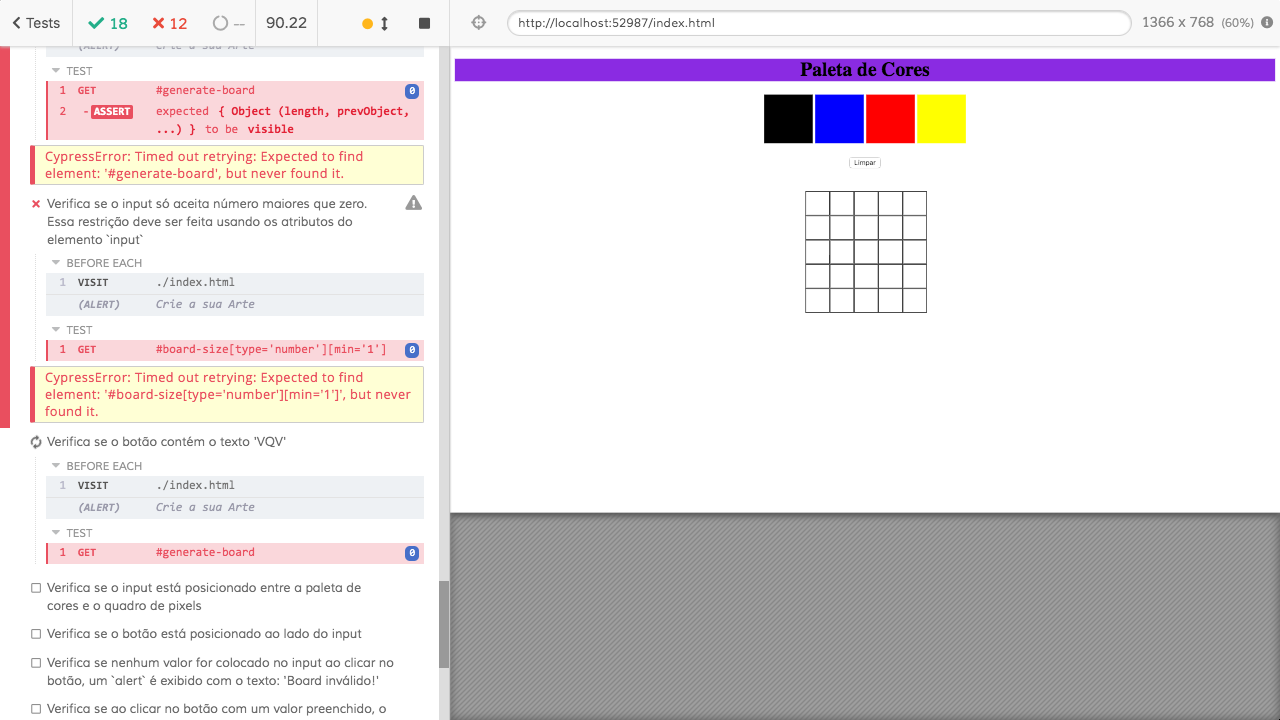 Tests 18 12 -- 90.22
http://localhost:52987/index.html 1366 x 768 (60%)
(ALERT) Crie a sua Arte
TEST
1 GET #generate-board 0
2 -ASSERT expected { Object (length, prevObject,
...) } to be visible
CypressError: Timed out retrying: Expected to find
element: '#generate-board', but never found it.
Verifica se o input só aceita número maiores que zero.
Essa restrição deve ser feita usando os atributos do
elemento `input`
BEFORE EACH
1 VISIT ./index.html
(ALERT) Crie a sua Arte
TEST
1 GET #board-size[type='number'][min='1'] 0
CypressError: Timed out retrying: Expected to find
element: '#board-size[type='number'][min='1']', but never
found it.
Verifica se o botão contém o texto 'VQV'
BEFORE EACH
1 VISIT ./index.html
(ALERT) Crie a sua Arte
TEST
1 GET #generate-board 0
Verifica se o input está posicionado entre a paleta de
cores e o quadro de pixels
Verifica se o botão está posicionado ao lado do input
Verifica se nenhum valor for colocado no input ao clicar no
botão, um `alert` é exibido com o texto: 'Board inválido!'
Verifica se ao clicar no botão com um valor preenchido, o
Paleta de Cores
Limpar